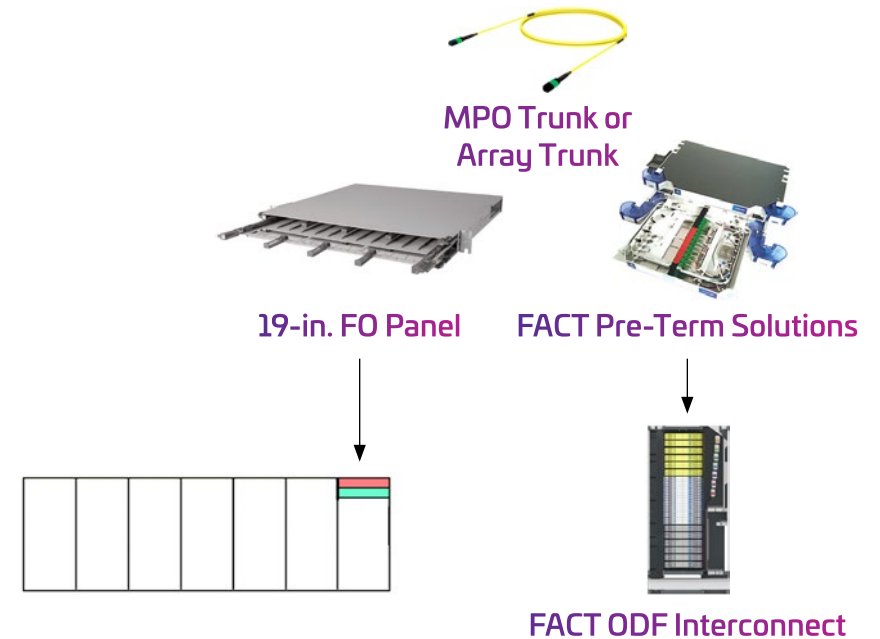 MPO Trunk or
Array Trunk
19-in. FO Panel
FACT Pre-Term Solutions
FACT ODF Interconnect